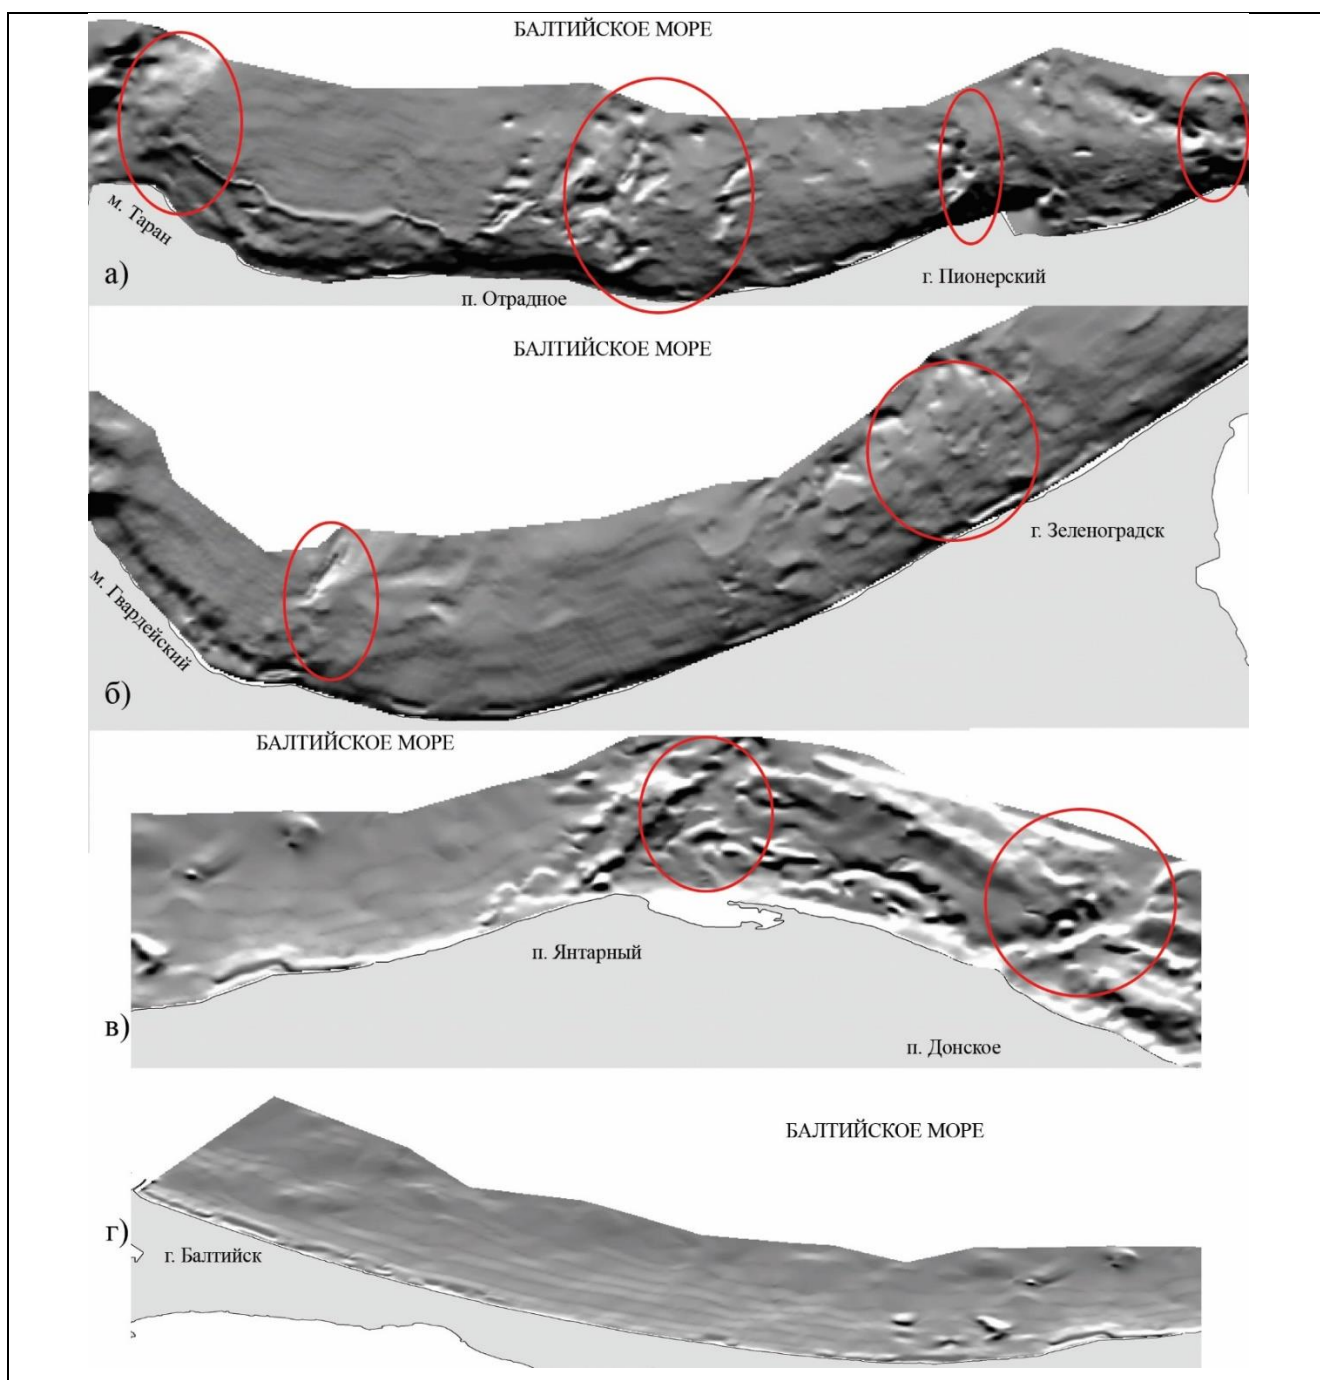 БАЛТИЙСКОЕ МОРЕ
м. Таран
а)
п. Отрадное
г. Пионерский
БАЛТИЙСКОЕ МОРЕ
м. Гвардейский
б)
г. Зеленоградск
БАЛТИЙСКОЕ МОРЕ
п. Янтарный
в)
п. Донское
БАЛТИЙСКОЕ МОРЕ
г)
г. Балтийск